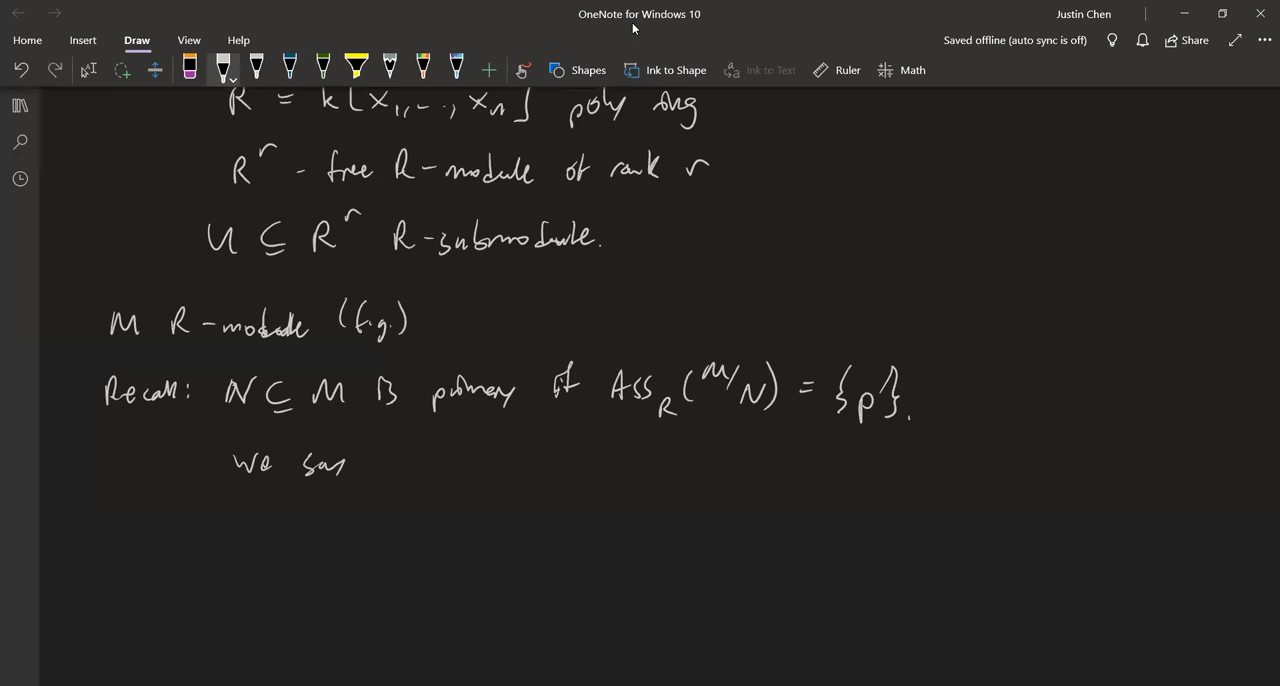 OneNote for Windows 10
Justin Chen
Home Insert Draw View Help
Saved offline (auto sync is off) Share
Shapes Ink to Shape Ink to Text Ruler Math
R = k[x₁, -- , xₙ] poly ring
Rʳ - free R-module of rank r
U ⊆ Rʳ R-submodule.
M R-module (f.g.)
Recall: N ⊆ M is primary if Ass_R(M/N) = {p}.
We say